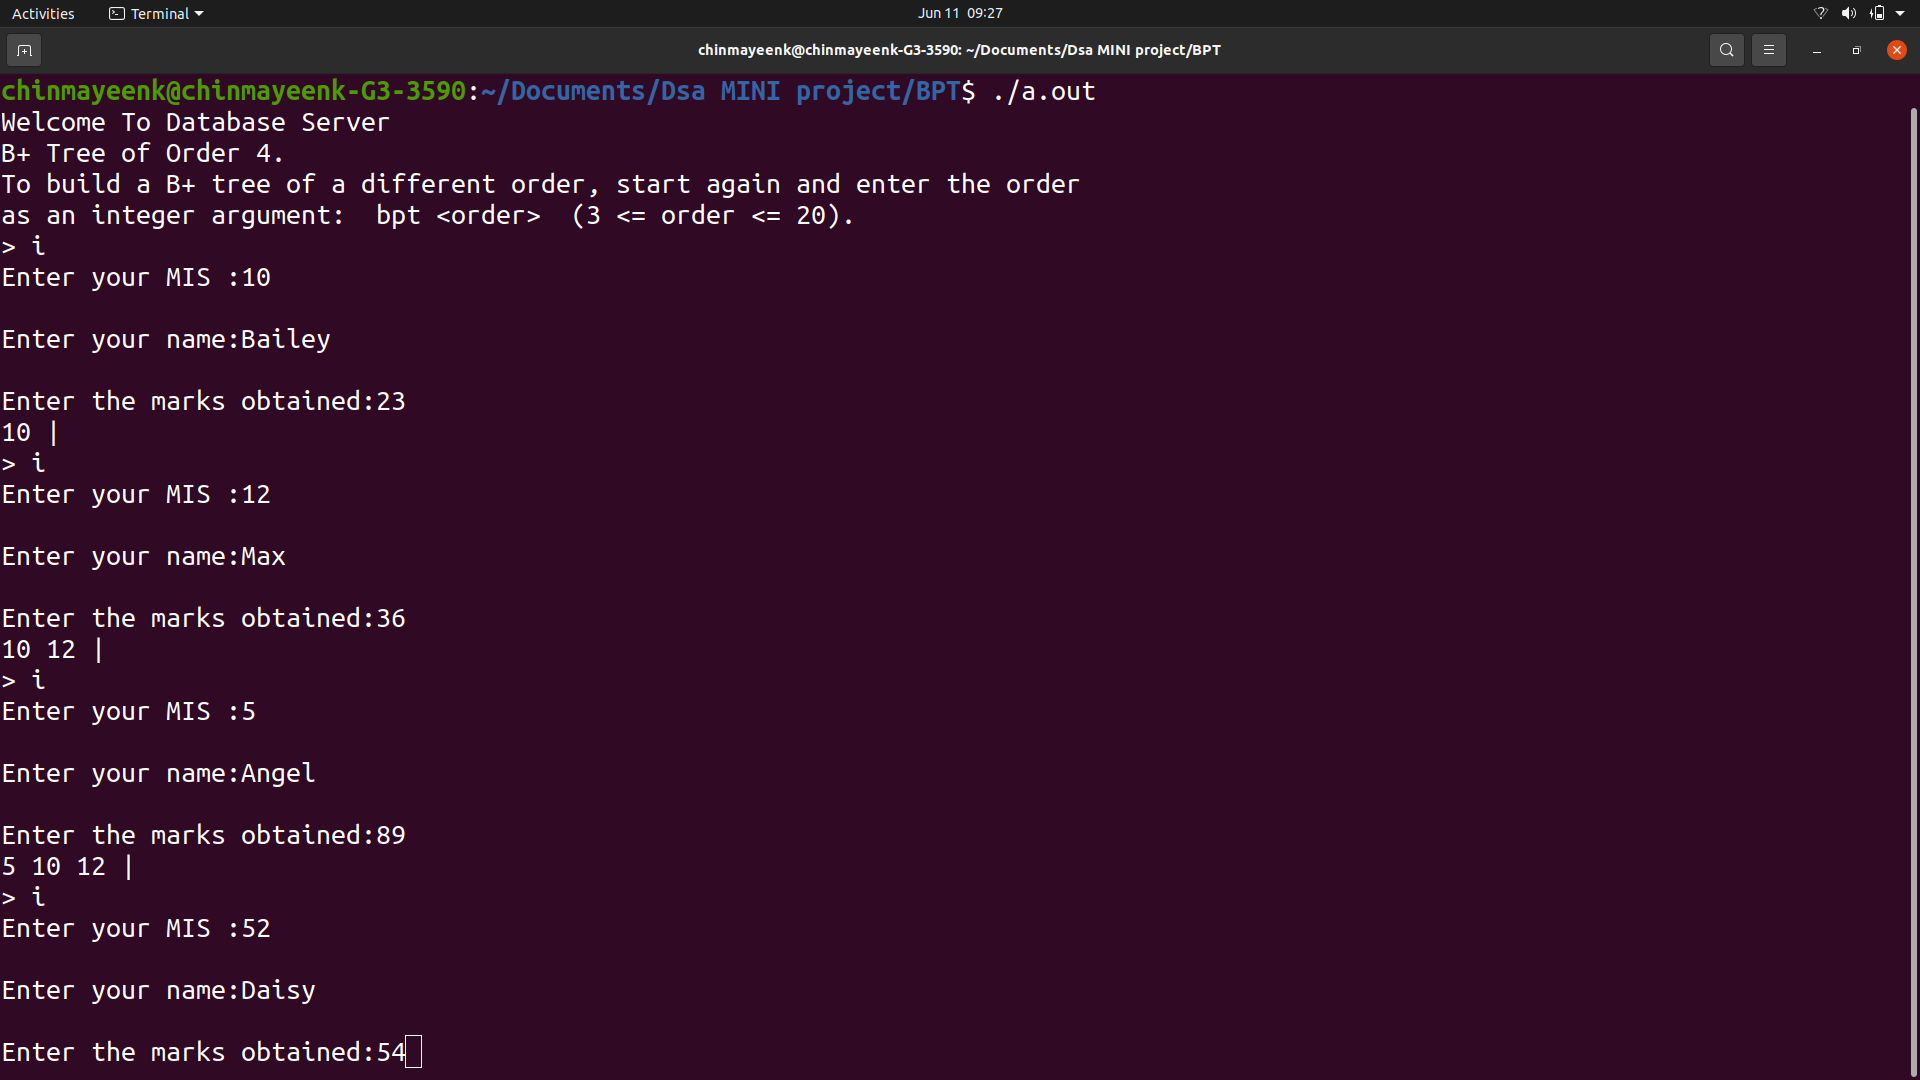 Activities Terminal Jun 11 09:27
chinmayeenk@chinmayeenk-G3-3590: ~/Documents/Dsa MINI project/BPT
chinmayeenk@chinmayeenk-G3-3590:~/Documents/Dsa MINI project/BPT$ ./a.out
Welcome To Database Server
B+ Tree of Order 4.
To build a B+ tree of a different order, start again and enter the order
as an integer argument:  bpt <order>  (3 <= order <= 20).
> i
Enter your MIS :10
Enter your name:Bailey
Enter the marks obtained:23
10 |
> i
Enter your MIS :12
Enter your name:Max
Enter the marks obtained:36
10 12 |
> i
Enter your MIS :5
Enter your name:Angel
Enter the marks obtained:89
5 10 12 |
> i
Enter your MIS :52
Enter your name:Daisy
Enter the marks obtained:54